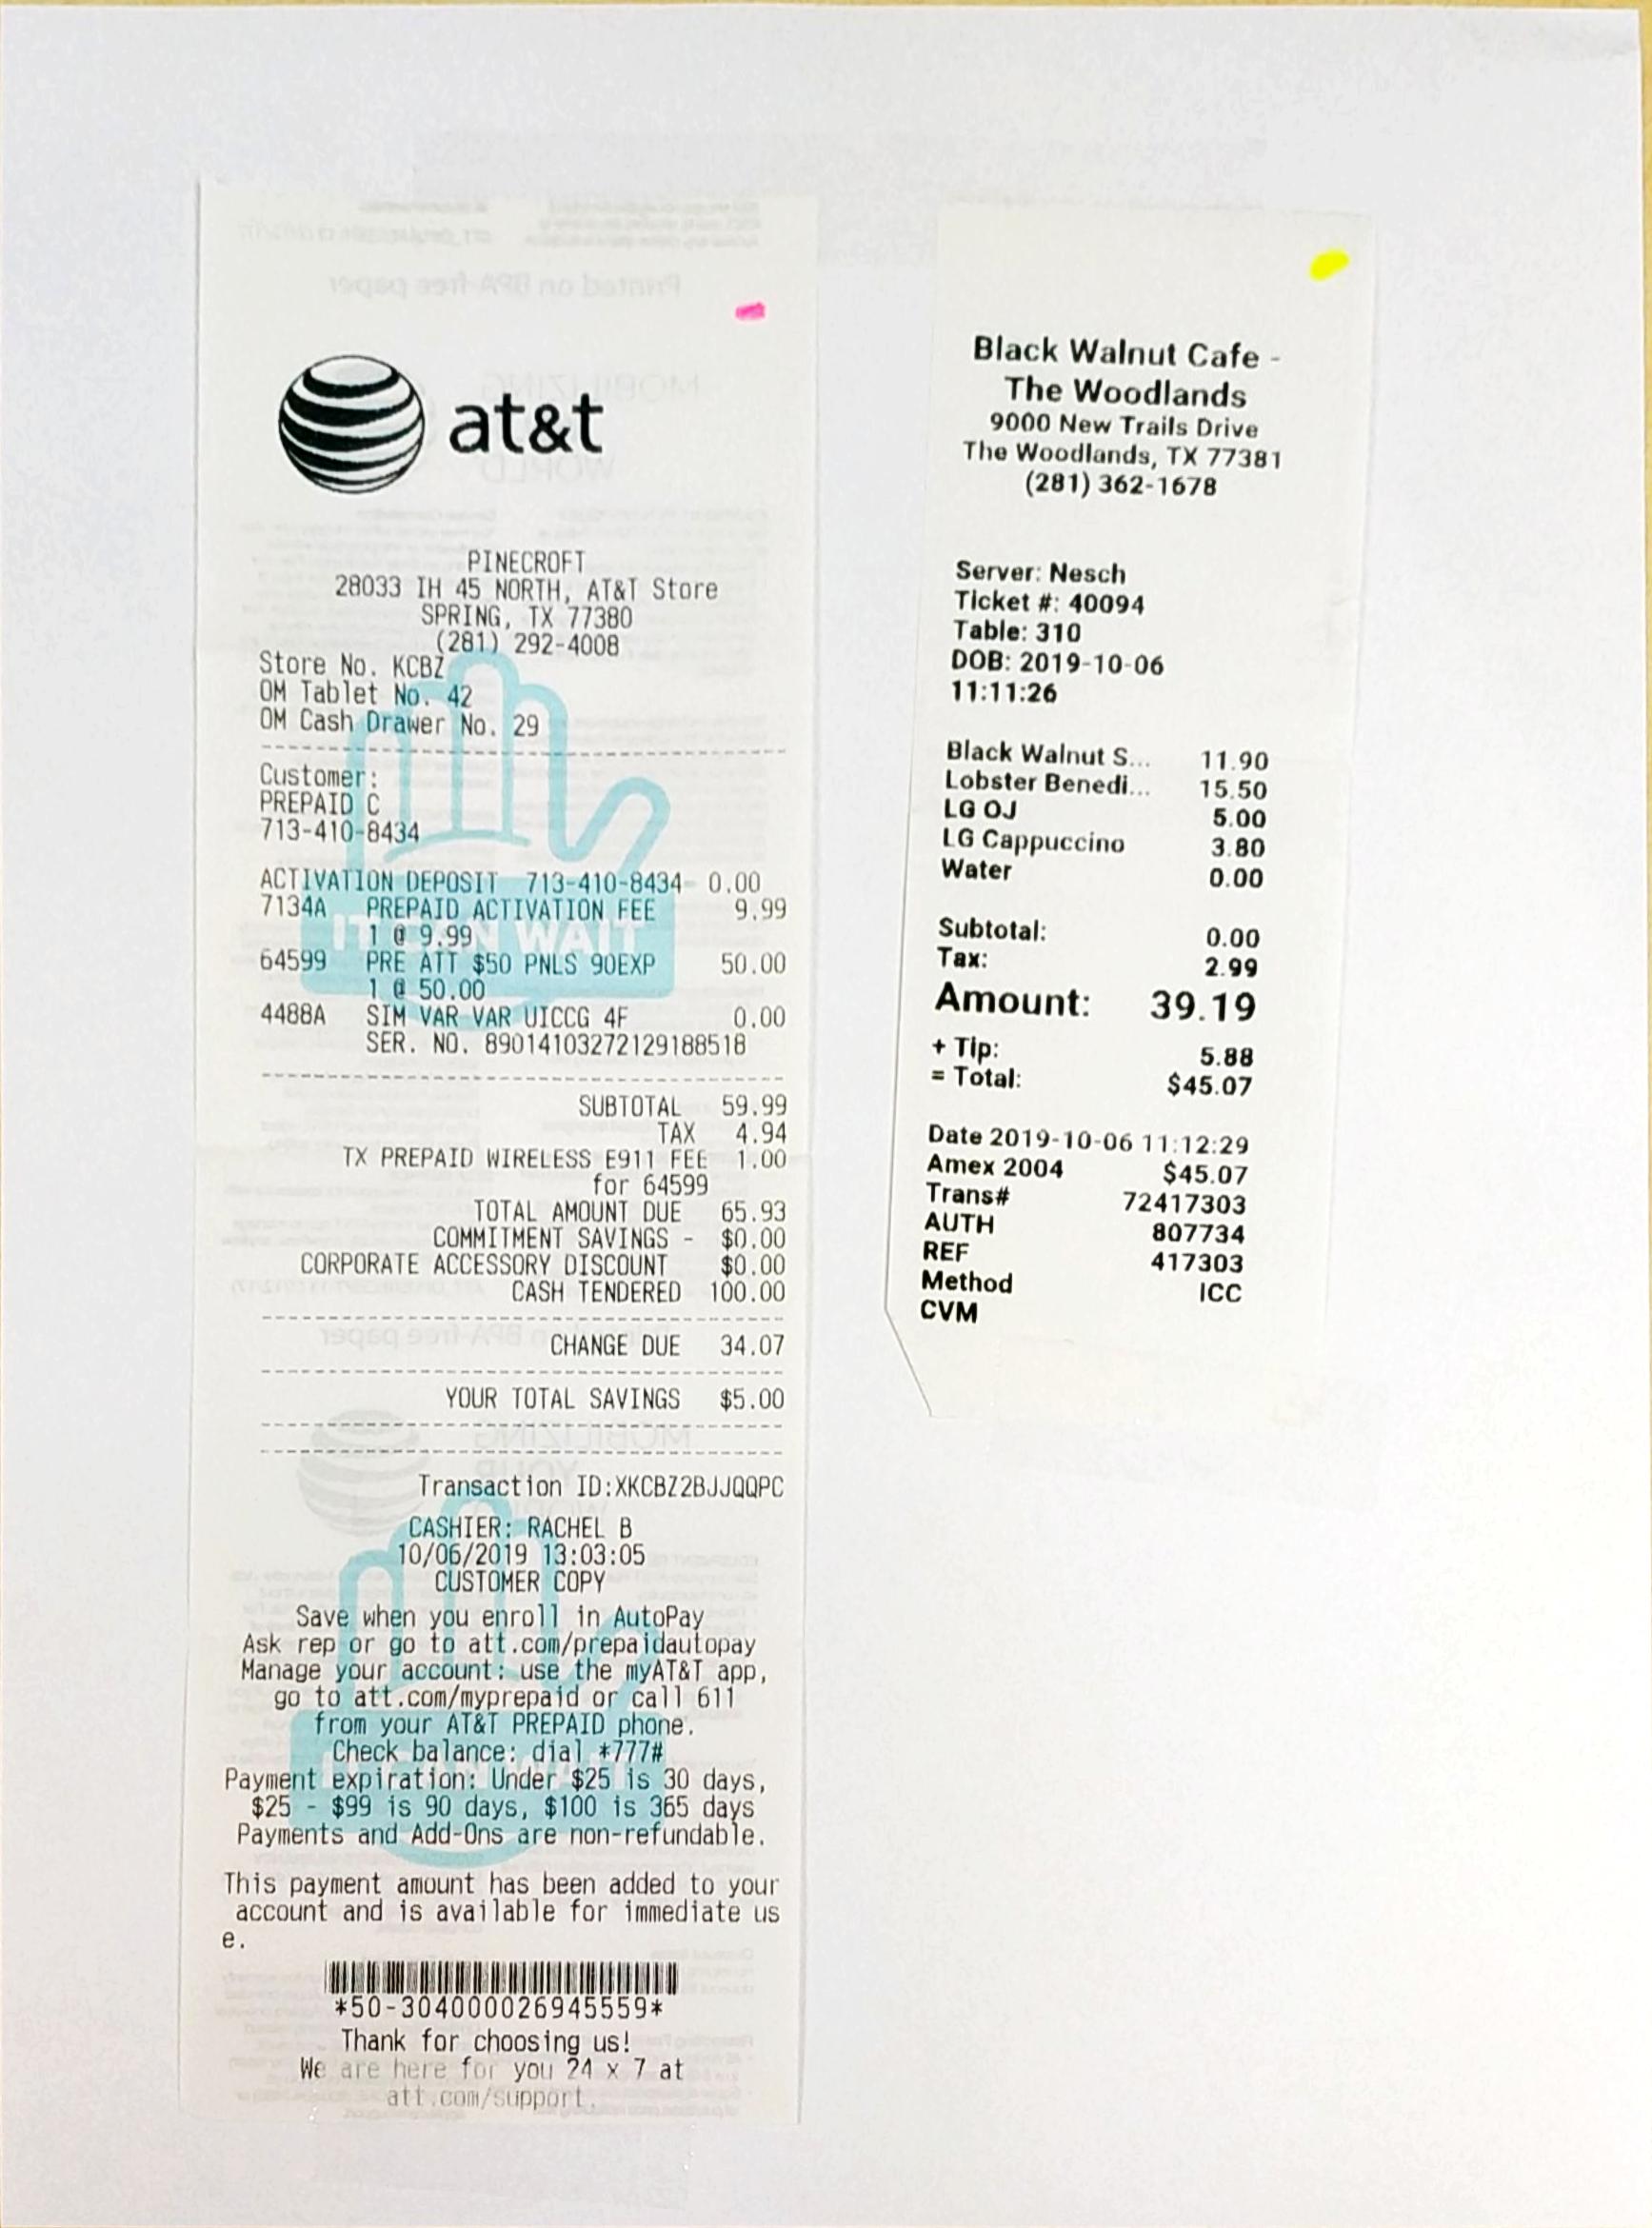 at&t
PINECROFT
28033 IH 45 NORTH, AT&T Store
SPRING, TX 77380
(281) 292-4008
Store No. KCBZ
OM Tablet No. 42
OM Cash Drawer No. 29
Customer:
PREPAID C
713-410-8434
ACTIVATION DEPOSIT 713-410-8434- 0.00
7134A PREPAID ACTIVATION FEE 9.99
1 @ 9.99
64599 PRE ATT $50 PNLS 90EXP 50.00
1 @ 50.00
4488A SIM VAR VAR UICCG 4F 0.00
SER. NO. 89014103272129188518
IT CAN WAIT
SUBTOTAL 59.99
TAX 4.94
TX PREPAID WIRELESS E911 FEE 1.00
for 64599
TOTAL AMOUNT DUE 65.93
COMMITMENT SAVINGS - $0.00
CORPORATE ACCESSORY DISCOUNT $0.00
CASH TENDERED 100.00
CHANGE DUE 34.07
YOUR TOTAL SAVINGS $5.00
Transaction ID:XKCBZ2BJJQQPC
CASHIER: RACHEL B
10/06/2019 13:03:05
CUSTOMER COPY
Save when you enroll in AutoPay
Ask rep or go to att.com/prepaidautopay
Manage your account: use the myAT&T app,
go to att.com/myprepaid or call 611
from your AT&T PREPAID phone.
Check balance: dial *777#
Payment expiration: Under $25 is 30 days,
$25 - $99 is 90 days, $100 is 365 days
Payments and Add-Ons are non-refundable.
This payment amount has been added to your
account and is available for immediate us
e.
*50-304000026945559*
Thank for choosing us!
We are here for you 24 x 7 at
att.com/support.
Black Walnut Cafe -
The Woodlands
9000 New Trails Drive
The Woodlands, TX 77381
(281) 362-1678
Server: Nesch
Ticket #: 40094
Table: 310
DOB: 2019-10-06
11:11:26
Black Walnut S... 11.90
Lobster Benedi... 15.50
LG OJ 5.00
LG Cappuccino 3.80
Water 0.00
Subtotal: 0.00
Tax: 2.99
Amount: 39.19
+ Tip: 5.88
= Total: $45.07
Date 2019-10-06 11:12:29
Amex 2004 $45.07
Trans# 72417303
AUTH 807734
REF 417303
Method ICC
CVM